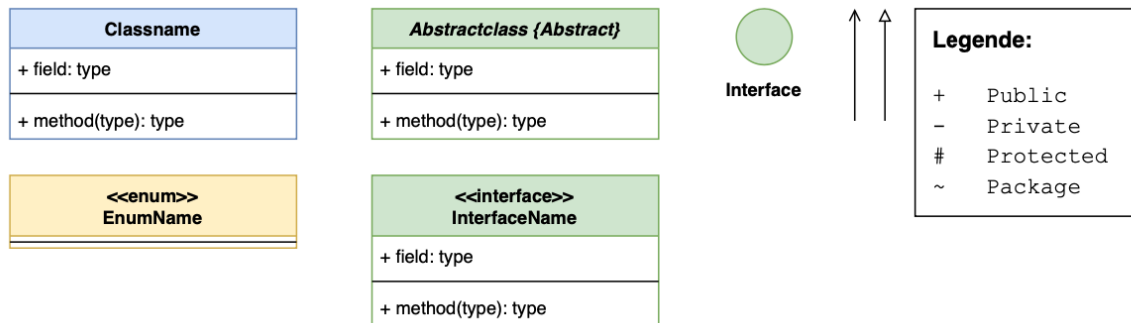 Classname
+ field: type
+ method(type): type
Abstractclass {Abstract}
+ field: type
+ method(type): type
Interface
Legende:
+ Public
- Private
# Protected
~ Package
<<enum>>
EnumName
<<interface>>
InterfaceName
+ field: type
+ method(type): type